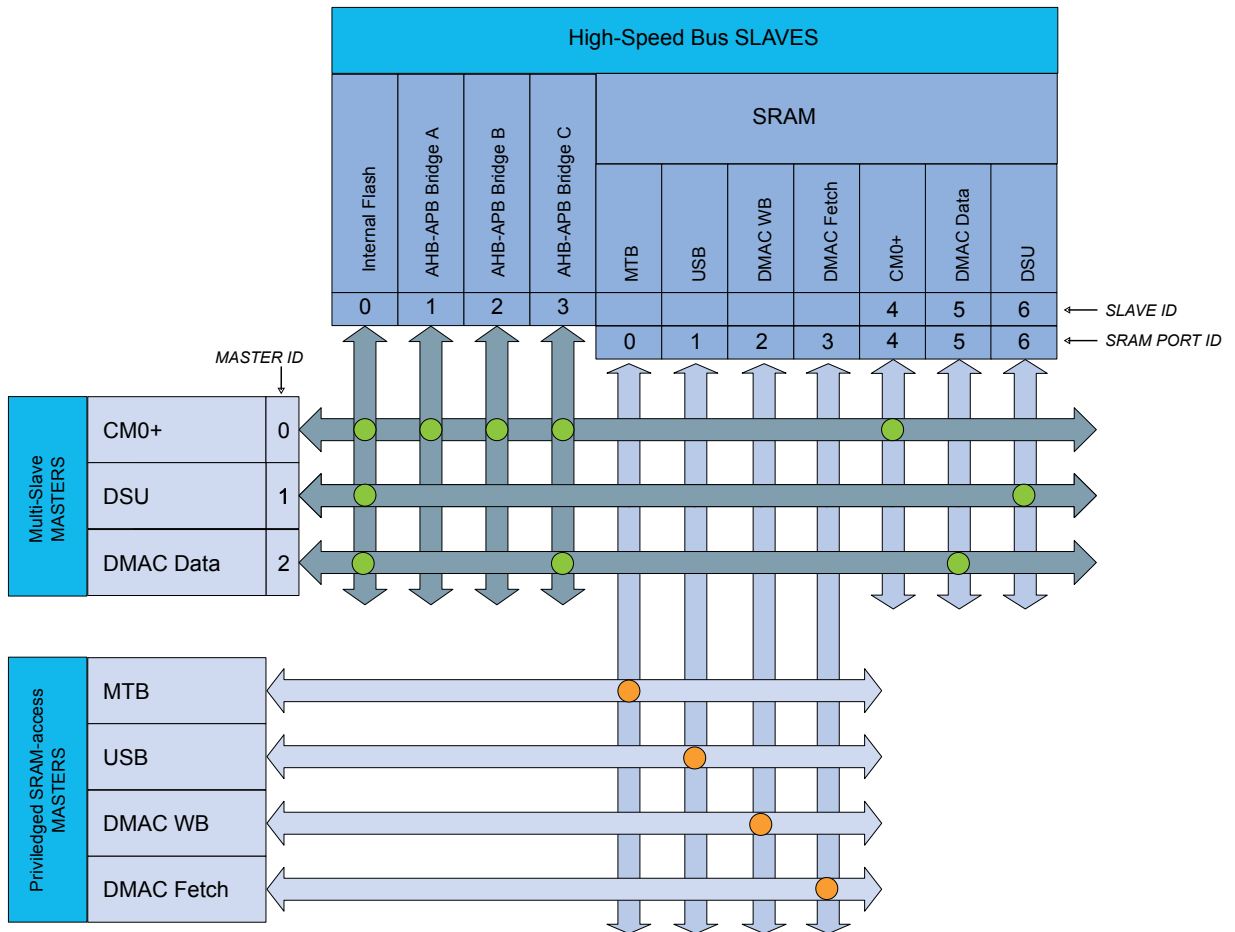 High-Speed Bus SLAVES
SRAM
Internal Flash
AHB-APB Bridge A
AHB-APB Bridge B
AHB-APB Bridge C
MTB
USB
DMAC WB
DMAC Fetch
CM0+
DMAC Data
DSU
0 1 2 3 4 5 6 SLAVE ID
0 1 2 3 4 5 6 SRAM PORT ID
MASTER ID
Multi-Slave
MASTERS
CM0+ 0
DSU 1
DMAC Data 2
Priviledged SRAM-access
MASTERS
MTB
USB
DMAC WB
DMAC Fetch